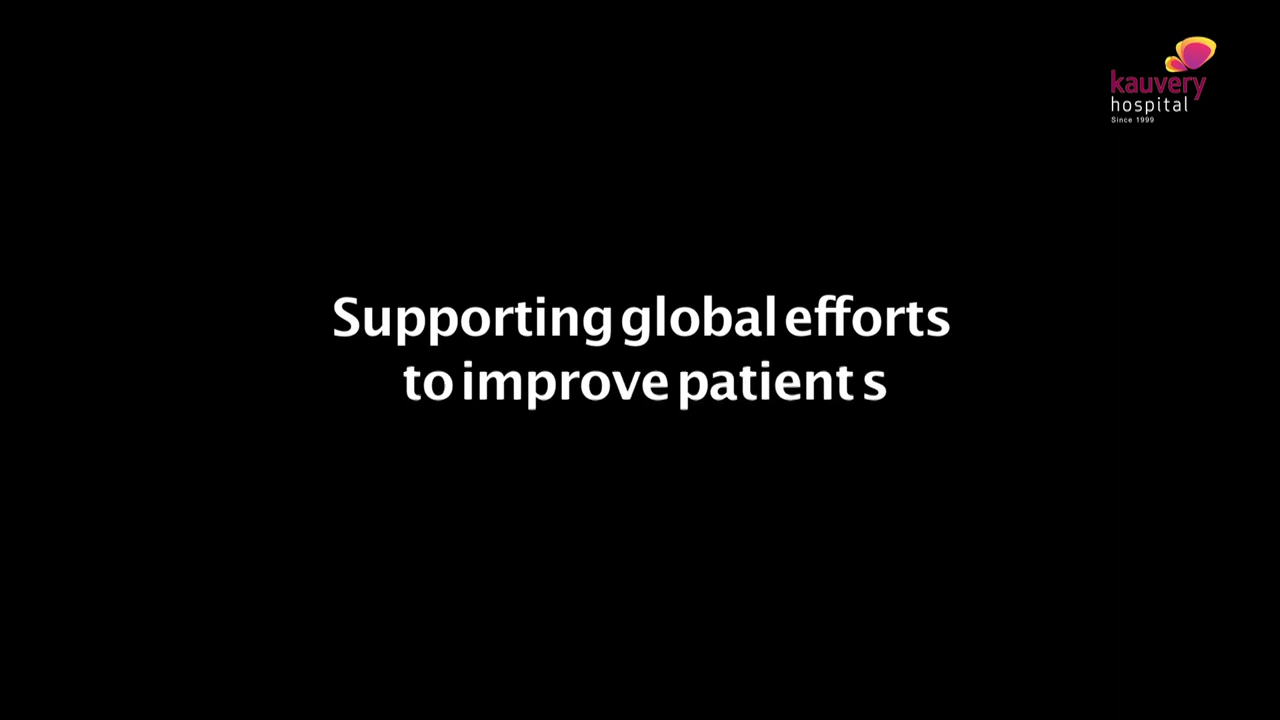 kauvery
hospital
Since 1999
Supporting global efforts
to improve patient s